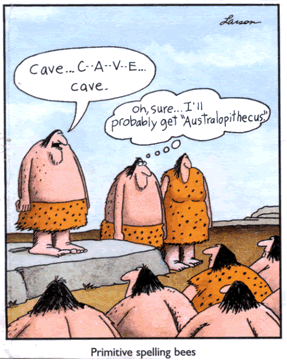 Larson
Cave... C-A-V-E...
cave.
oh, sure... I'll
probably get "Australopithecus."
Primitive spelling bees